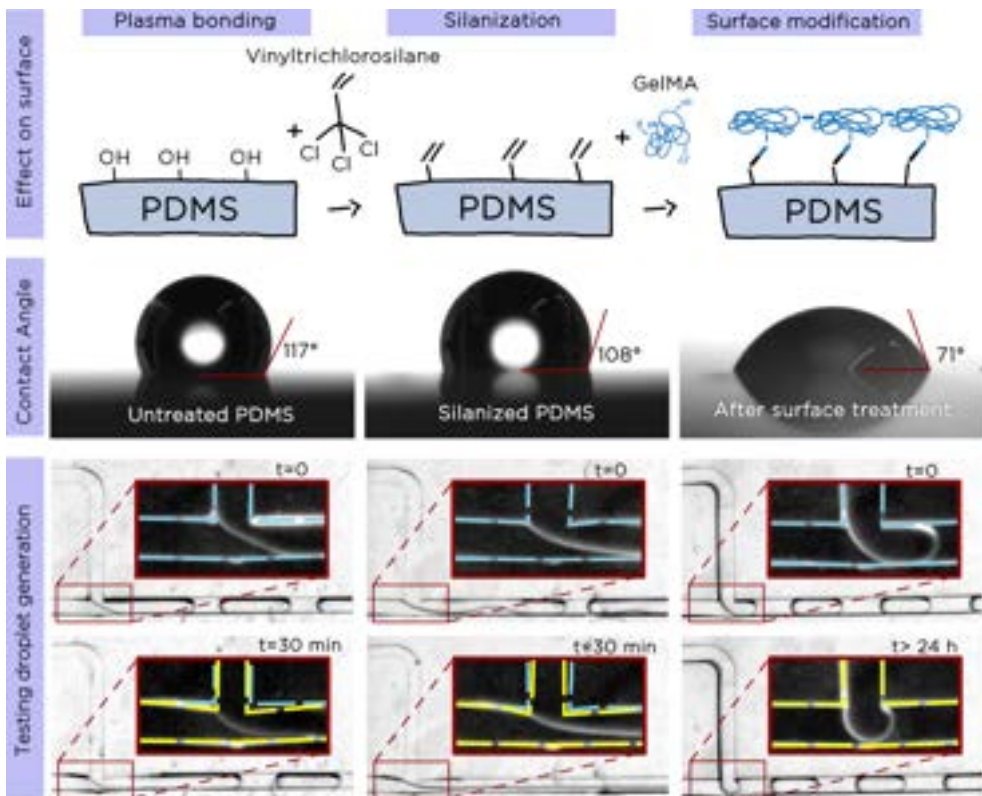 Plasma bonding
Silanization
Surface modification
Effect on surface
Vinyltrichlorosilane
GelMA
+
+
Cl
Cl
Cl
OH
OH
OH
PDMS
PDMS
PDMS
Contact Angle
117°
108°
71°
Untreated PDMS
Silanized PDMS
After surface treatment
Testing droplet generation
t=0
t=0
t=0
t=30 min
t=30 min
t> 24 h